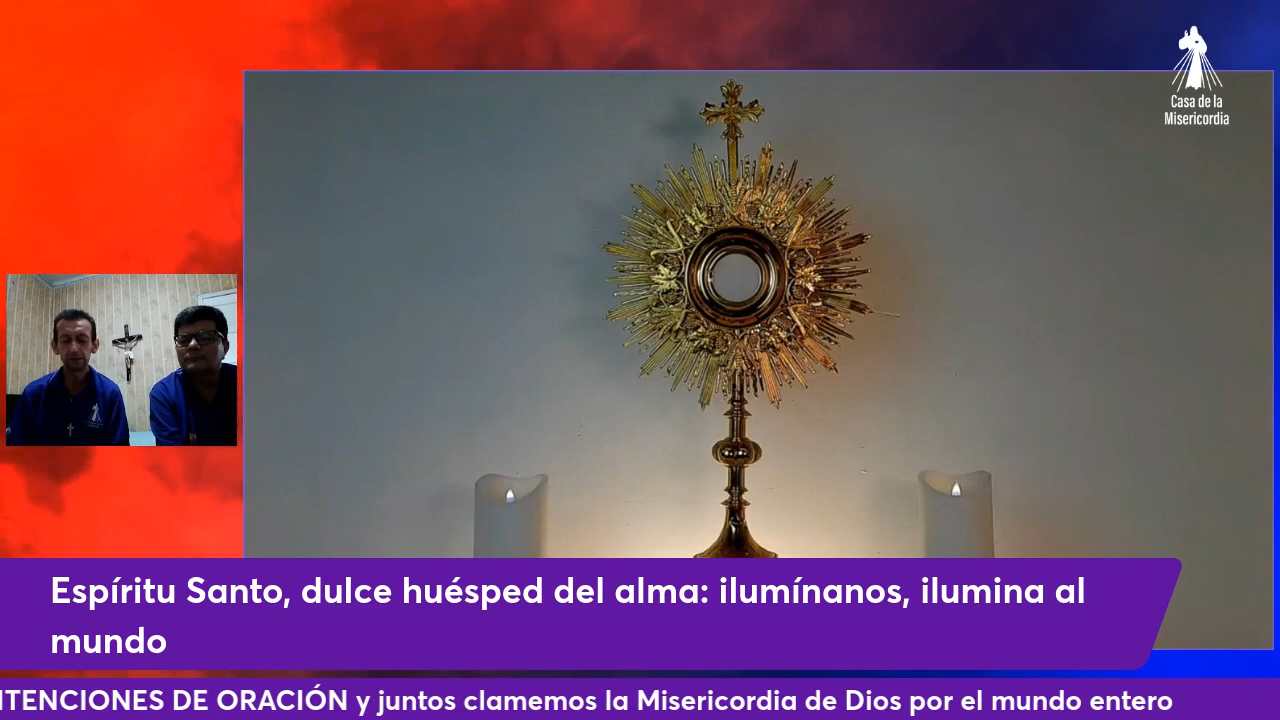 Casa de la
Misericordia
Espíritu Santo, dulce huésped del alma: ilumínanos, ilumina al
mundo
NTENCIONES DE ORACIÓN y juntos clamemos la Misericordia de Dios por el mundo entero